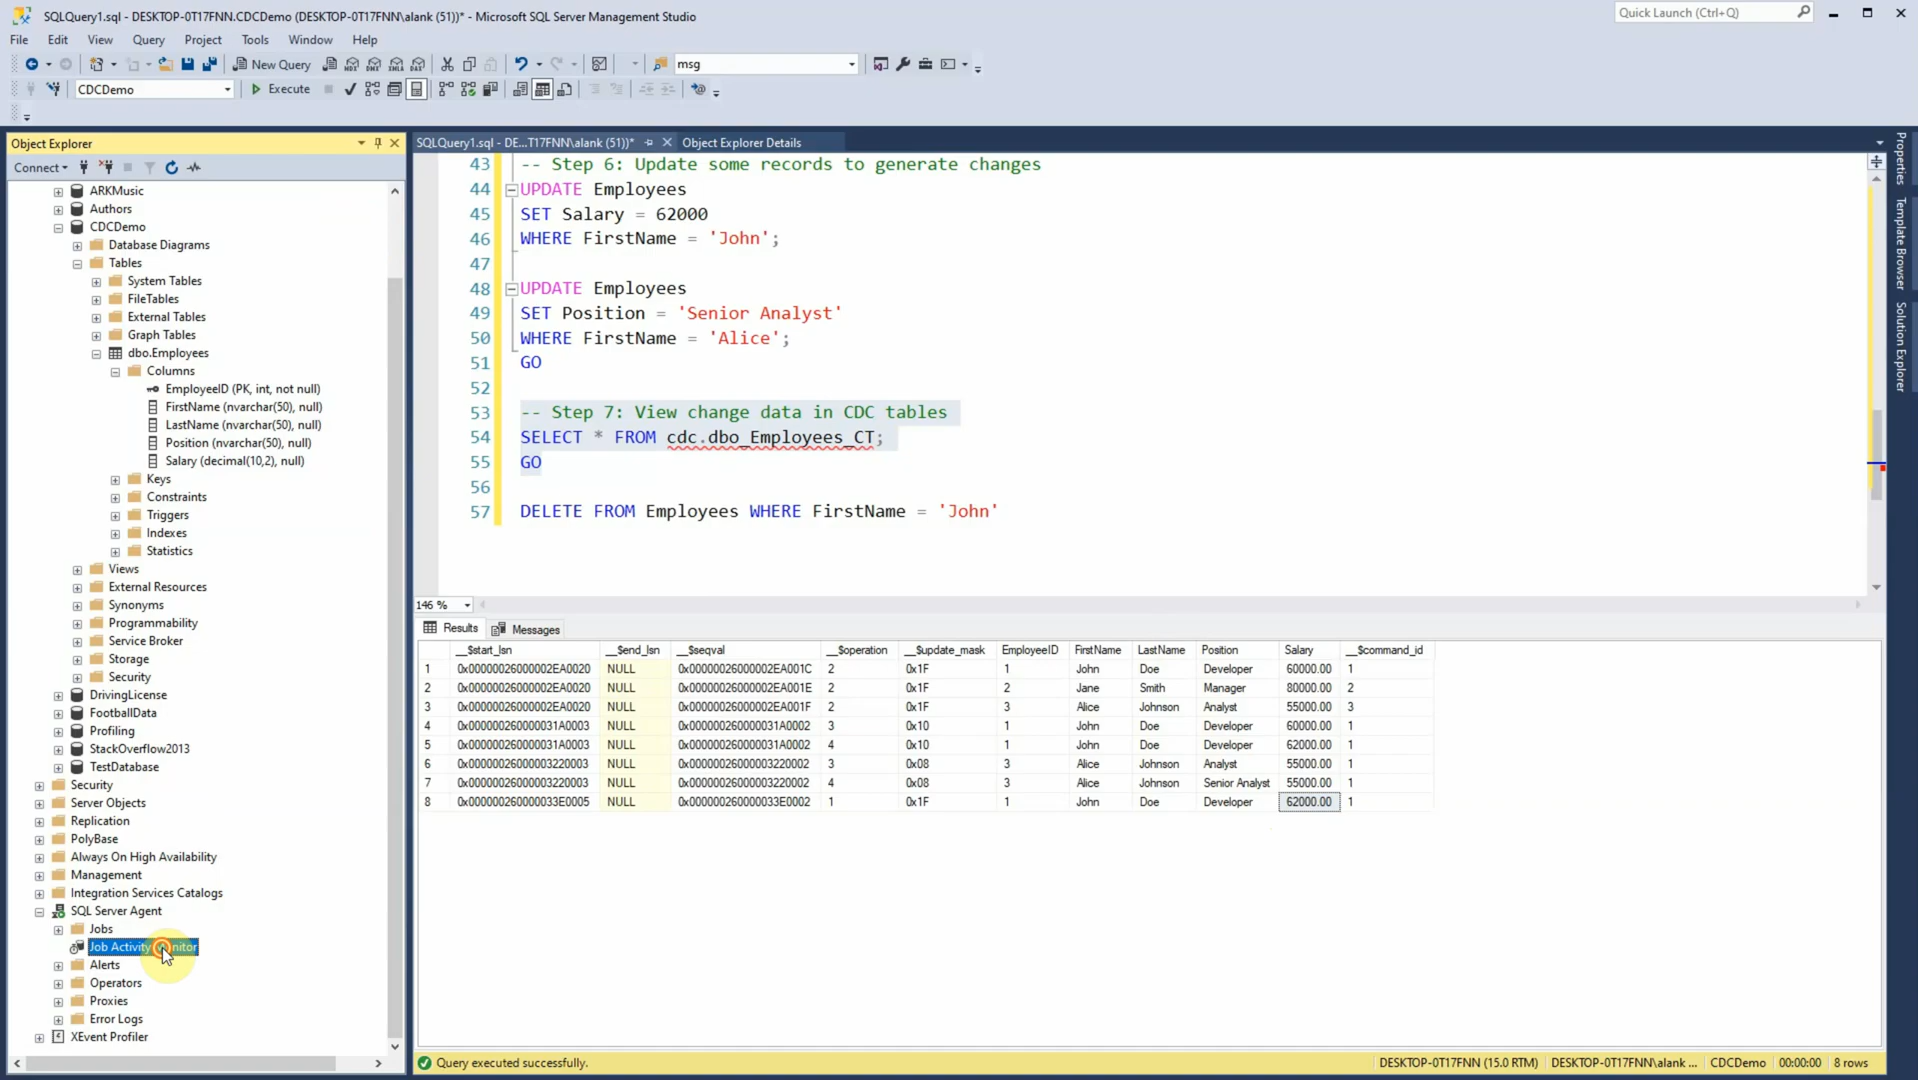 SQLQuery1.sql - DESKTOP-0T17FNN.CDCDemo (DESKTOP-0T17FNN\alank (51))* - Microsoft SQL Server Management Studio
Quick Launch (Ctrl+Q)
File Edit View Query Project Tools Window Help
New Query
msg
CDCDemo
Execute
Object Explorer
Connect
ARKMusic
Authors
CDCDemo
Database Diagrams
Tables
System Tables
FileTables
External Tables
Graph Tables
dbo.Employees
Columns
EmployeeID (PK, int, not null)
FirstName (nvarchar(50), null)
LastName (nvarchar(50), null)
Position (nvarchar(50), null)
Salary (decimal(10,2), null)
Keys
Constraints
Triggers
Indexes
Statistics
Views
External Resources
Synonyms
Programmability
Service Broker
Storage
Security
DrivingLicense
FootballData
Profiling
StackOverflow2013
TestDatabase
Security
Server Objects
Replication
PolyBase
Always On High Availability
Management
Integration Services Catalogs
SQL Server Agent
Jobs
Job Activity
Alerts
Operators
Proxies
Error Logs
XEvent Profiler
SQLQuery1.sql - DE...T17FNN\alank (51))* Object Explorer Details
43 -- Step 6: Update some records to generate changes
44 UPDATE Employees
45 SET Salary = 62000
46 WHERE FirstName = 'John';
47
48 UPDATE Employees
49 SET Position = 'Senior Analyst'
50 WHERE FirstName = 'Alice';
51 GO
52
53 -- Step 7: View change data in CDC tables
54 SELECT * FROM cdc.dbo_Employees_CT;
55 GO
56
57 DELETE FROM Employees WHERE FirstName = 'John'
146 %
Results Messages
__$start_lsn __$end_lsn __$seqval __$operation __$update_mask EmployeeID FirstName LastName Position Salary __$command_id
1 0x00000026000002EA0020 NULL 0x00000026000002EA001C 2 0x1F 1 John Doe Developer 60000.00 1
2 0x00000026000002EA0020 NULL 0x00000026000002EA001E 2 0x1F 2 Jane Smith Manager 80000.00 2
3 0x00000026000002EA0020 NULL 0x00000026000002EA001F 2 0x1F 3 Alice Johnson Analyst 55000.00 3
4 0x000000260000031A0003 NULL 0x000000260000031A0002 3 0x10 1 John Doe Developer 60000.00 1
5 0x000000260000031A0003 NULL 0x000000260000031A0002 4 0x10 1 John Doe Developer 62000.00 1
6 0x00000026000003220003 NULL 0x00000026000003220002 3 0x08 3 Alice Johnson Analyst 55000.00 1
7 0x00000026000003220003 NULL 0x00000026000003220002 4 0x08 3 Alice Johnson Senior Analyst 55000.00 1
8 0x000000260000033E0005 NULL 0x000000260000033E0002 1 0x1F 1 John Doe Developer 62000.00 1
Query executed successfully.
DESKTOP-0T17FNN (15.0 RTM) DESKTOP-0T17FNN\alank ... CDCDemo 00:00:00 8 rows
Properties
Template Browser
Solution Explorer